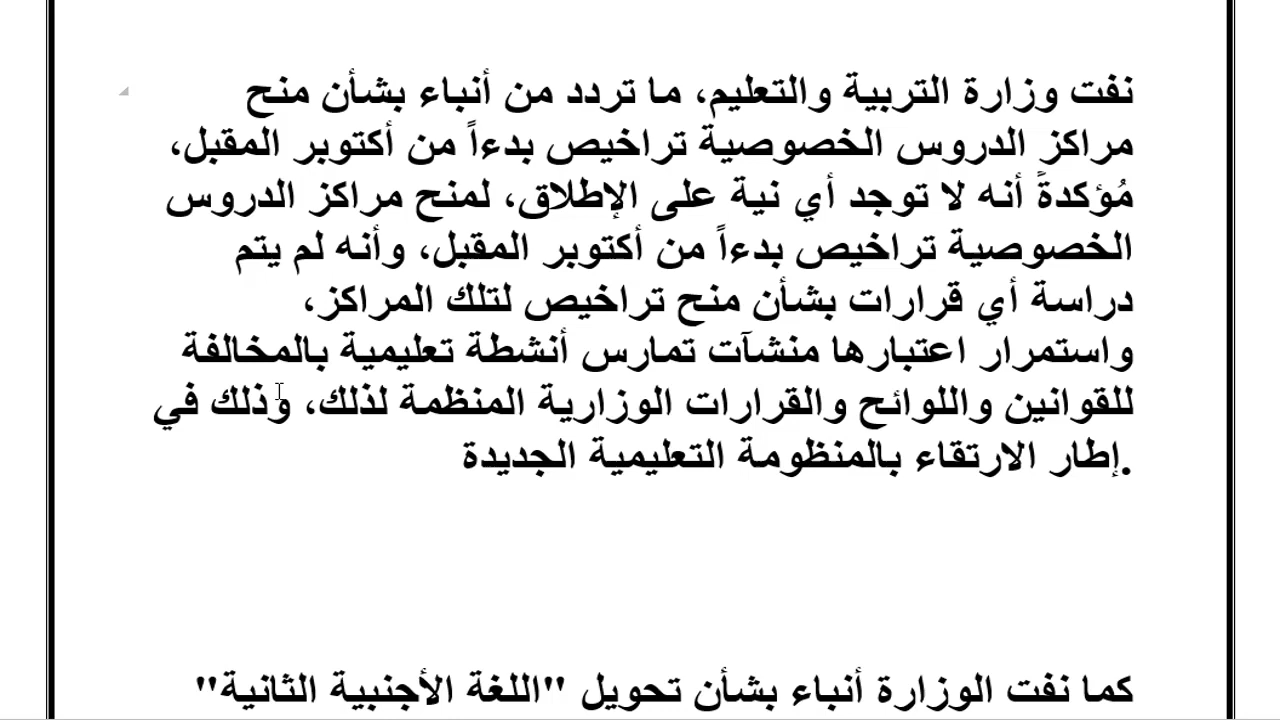 نفت وزارة التربية والتعليم، ما تردد من أنباء بشأن منح
مراكز الدروس الخصوصية تراخيص بدءاً من أكتوبر المقبل،
مُؤكدةً أنه لا توجد أي نية على الإطلاق، لمنح مراكز الدروس
الخصوصية تراخيص بدءاً من أكتوبر المقبل، وأنه لم يتم
دراسة أي قرارات بشأن منح تراخيص لتلك المراكز،
واستمرار اعتبارها منشآت تمارس أنشطة تعليمية بالمخالفة
للقوانين واللوائح والقرارات الوزارية المنظمة لذلك، وذلك في
.إطار الارتقاء بالمنظومة التعليمية الجديدة
كما نفت الوزارة أنباء بشأن تحويل "اللغة الأجنبية الثانية"